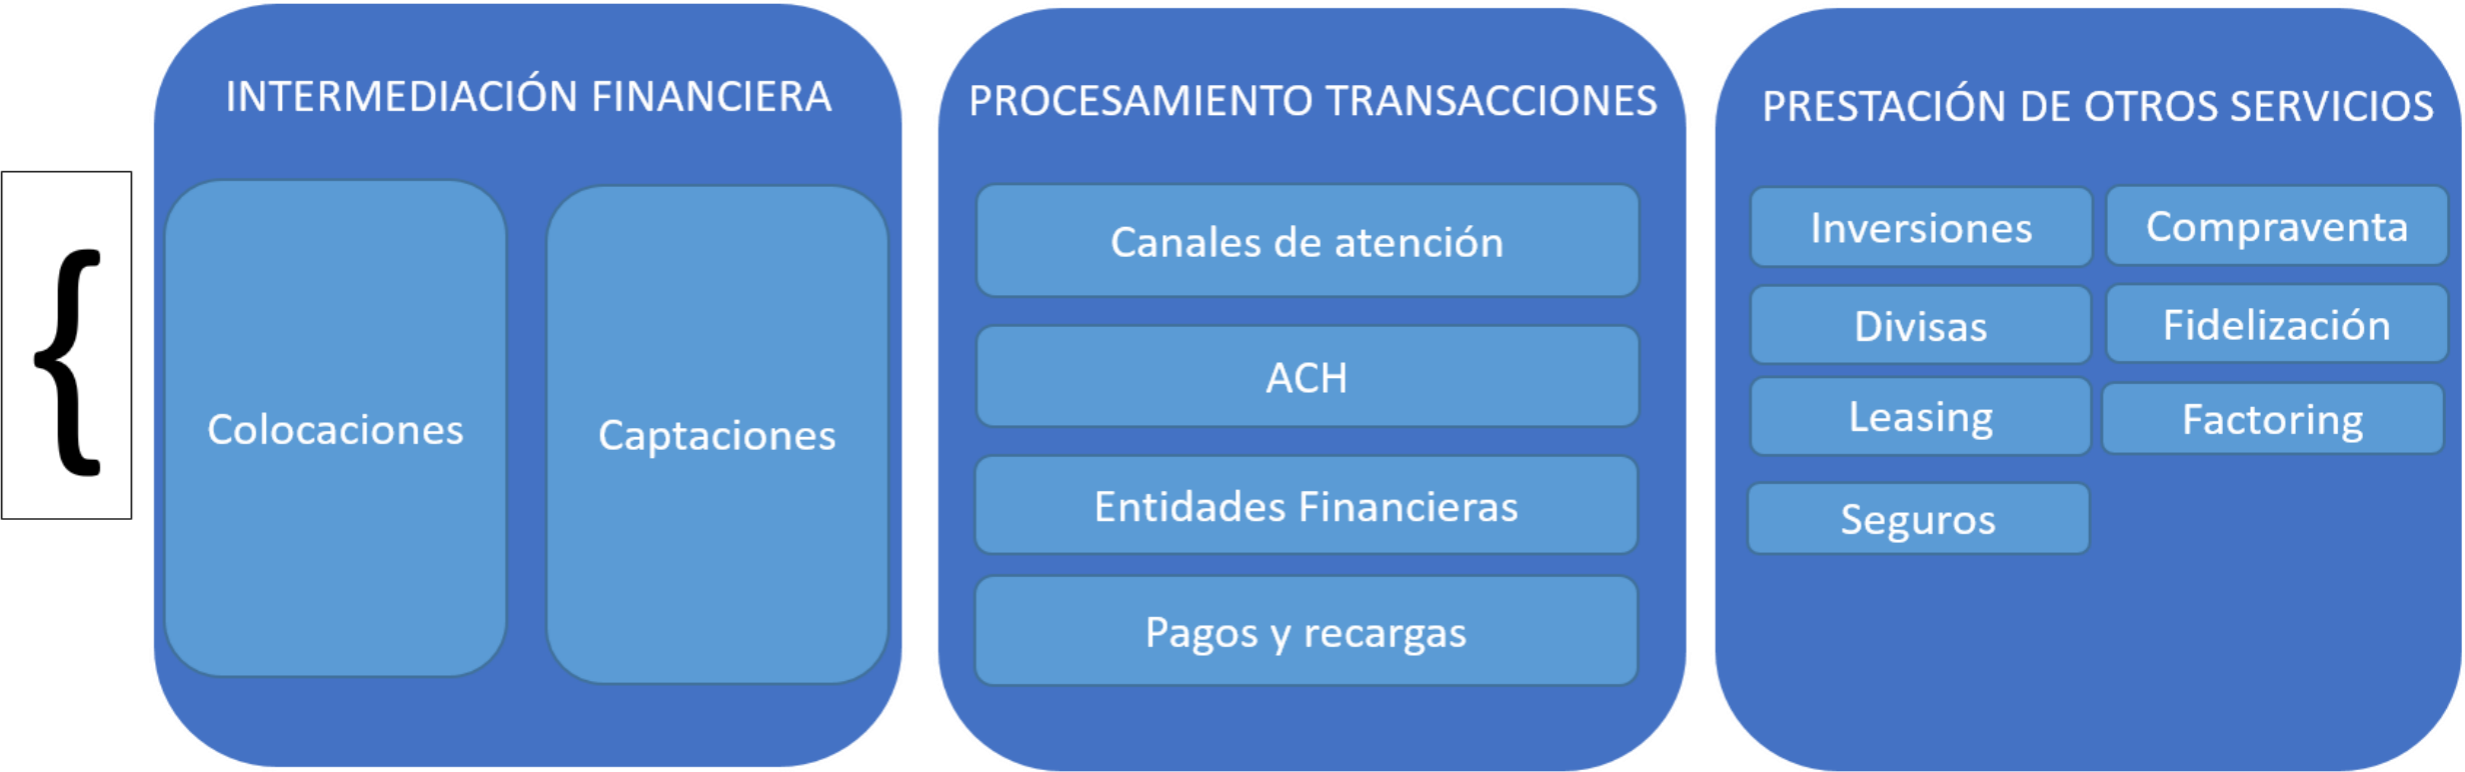 {
INTERMEDIACIÓN FINANCIERA
Colocaciones
Captaciones
PROCESAMIENTO TRANSACCIONES
Canales de atención
ACH
Entidades Financieras
Pagos y recargas
PRESTACIÓN DE OTROS SERVICIOS
Inversiones
Compraventa
Divisas
Fidelización
Leasing
Factoring
Seguros